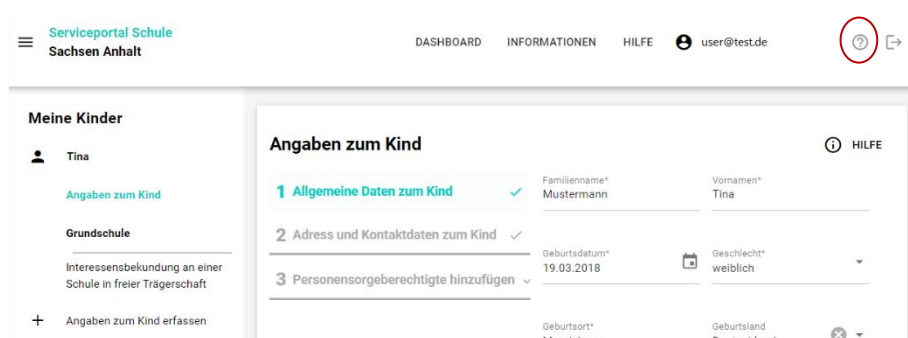 Serviceportal Schule
Sachsen Anhalt
DASHBOARD INFORMATIONEN HILFE user@test.de
Meine Kinder
Tina
Angaben zum Kind
Grundschule
Interessensbekundung an einer
Schule in freier Trägerschaft
Angaben zum Kind erfassen
Angaben zum Kind
HILFE
1 Allgemeine Daten zum Kind
2 Adress und Kontaktdaten zum Kind
3 Personensorgeberechtigte hinzufügen
Familienname*
Mustermann
Vornamen*
Tina
Geburtsdatum*
19.03.2018
Geschlecht*
weiblich
Geburtsort*
Geburtsland